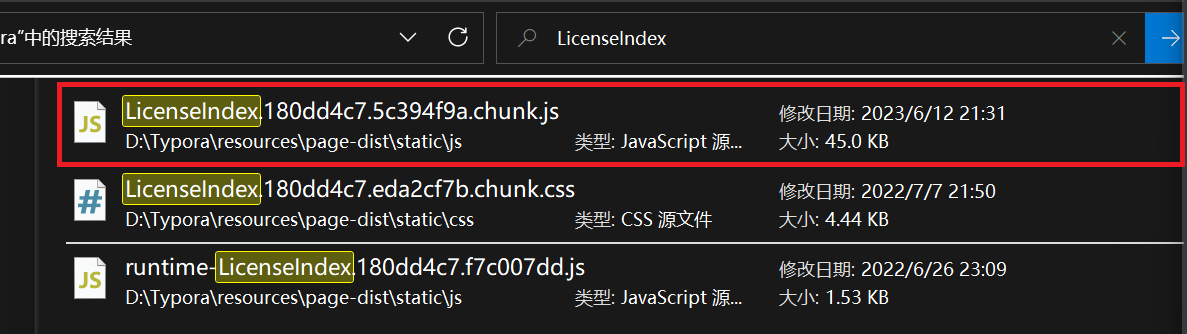 ra"中的搜索结果
LicenseIndex
LicenseIndex.180dd4c7.5c394f9a.chunk.js
修改日期: 2023/6/12 21:31
D:\Typora\resources\page-dist\static\js
类型: JavaScript 源...
大小: 45.0 KB
LicenseIndex.180dd4c7.eda2cf7b.chunk.css
修改日期: 2022/7/7 21:50
D:\Typora\resources\page-dist\static\css
类型: CSS 源文件
大小: 4.44 KB
runtime-LicenseIndex.180dd4c7.f7c007dd.js
修改日期: 2022/6/26 23:09
D:\Typora\resources\page-dist\static\js
类型: JavaScript 源...
大小: 1.53 KB
JS
#
JS